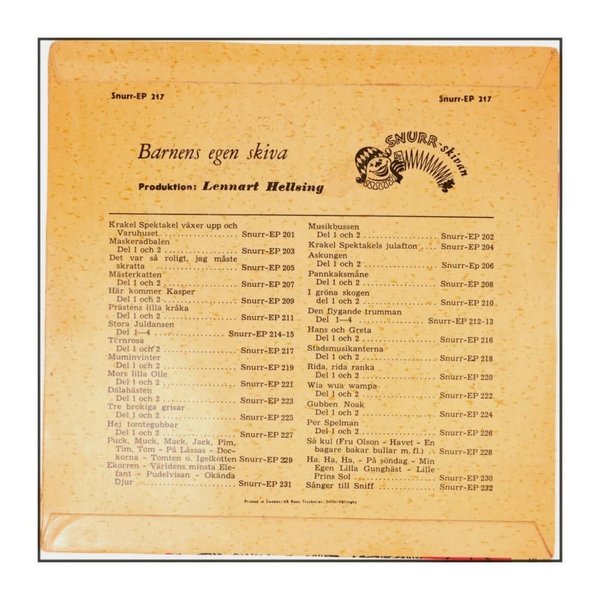 Snurr-EP 217
Snurr-EP 217
Barnens egen skiva
SNURR-skivan
Produktion: Lennart Hellsing
Krakel Spektakel växer upp och
Varuhuset .......... Snurr-EP 201
Maskeradbalen
Del 1 och 2 .......... Snurr-EP 203
Det var så roligt, jag måste
skratta .......... Snurr-EP 205
Mästerkatten
Del 1 och 2 .......... Snurr-EP 207
Här kommer Kasper
Del 1 och 2 .......... Snurr-EP 209
Prästens lilla kråka
Del 1 och 2 .......... Snurr-EP 211
Stora Juldansen
Del 1—4 .......... Snurr-EP 214-15
Törnrosa
Del 1 och 2 .......... Snurr-EP 217
Muminvinter
Del 1 och 2 .......... Snurr-EP 219
Mors lilla Olle
Del 1 och 2 .......... Snurr-EP 221
Dalahästen
Del 1 och 2 .......... Snurr-EP 223
Tre brokiga grisar
Del 1 och 2 .......... Snurr-EP 225
Hej tomtegubbar
Del 1 och 2 .......... Snurr-EP 227
Puck, Muck, Mack, Jack, Pim,
Tim, Tom - På Låssas - Doc-
korna - Tomten o. Igelkotten Snurr-EP 229
Ekorren - Världens minsta Ele-
fant - Pudelvisan - Okända
Djur .......... Snurr-EP 231
Musikbussen
Del 1 och 2 .......... Snurr-EP 202
Krakel Spektakels julafton .... Snurr-EP 204
Askungen
Del 1 och 2 .......... Snurr-Ep 206
Pannkaksmåne
Del 1 och 2 .......... Snurr-EP 208
I gröna skogen
del 1 och 2 .......... Snurr-EP 210
Den flygande trumman
Del 1—4 .......... Snurr-EP 212-13
Hans och Greta
Del 1 och 2 .......... Snurr-EP 216
Stadsmusikanterna
Del 1 och 2 .......... Snurr-EP 218
Rida, rida ranka
Del 1 och 2 .......... Snurr-EP 220
Wia wua wampa
Del 1 och 2 .......... Snurr-EP 222
Gubben Noak
Del 1 och 2 .......... Snurr-EP 224
Per Spelman
Del 1 och 2 .......... Snurr-EP 226
Så kul (Fru Olson - Havet - En
bagare bakar bullar m. fl.) .. Snurr-EP 228
Ha, Ha, Ha, - På söndag - Min
Egen Lilla Gunghäst - Lille
Prins Sol .......... Snurr-EP 230
Sånger till Sniff .......... Snurr-EP 232
Printed in Sweden/AB